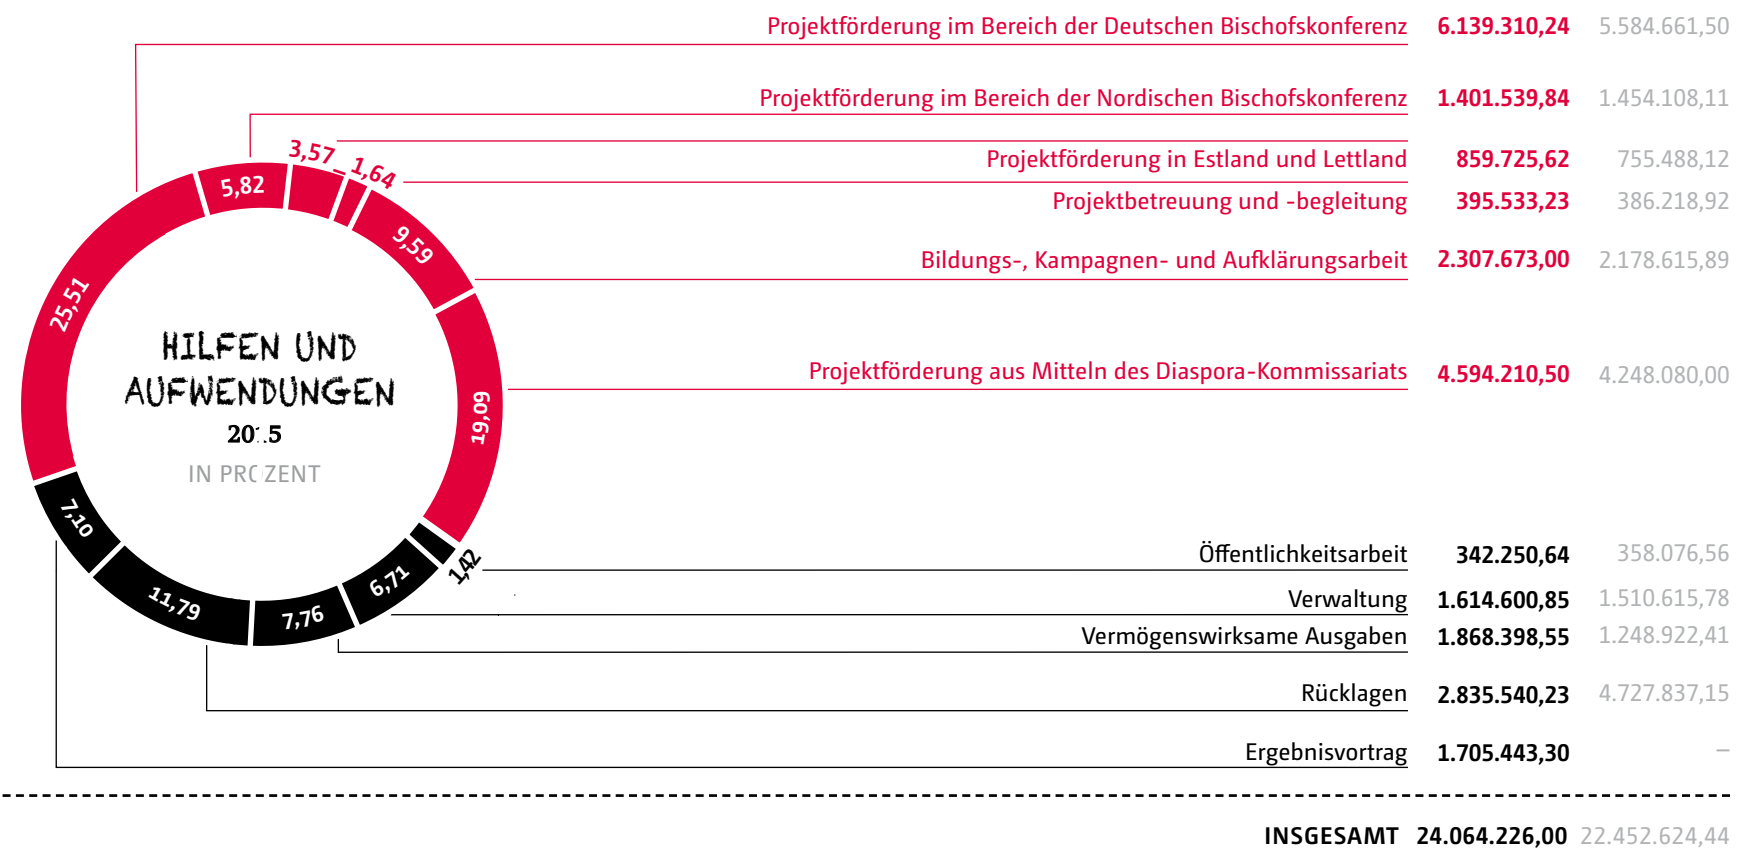 Projektförderung im Bereich der Deutschen Bischofskonferenz 6.139.310,24 5.584.661,50
Projektförderung im Bereich der Nordischen Bischofskonferenz 1.401.539,84 1.454.108,11
Projektförderung in Estland und Lettland 859.725,62 755.488,12
Projektbetreuung und -begleitung 395.533,23 386.218,92
Bildungs-, Kampagnen- und Aufklärungsarbeit 2.307.673,00 2.178.615,89
Projektförderung aus Mitteln des Diaspora-Kommissariats 4.594.210,50 4.248.080,00
Öffentlichkeitsarbeit 342.250,64 358.076,56
Verwaltung 1.614.600,85 1.510.615,78
Vermögenswirksame Ausgaben 1.868.398,55 1.248.922,41
Rücklagen 2.835.540,23 4.727.837,15
Ergebnisvortrag 1.705.443,30 –
INSGESAMT 24.064.226,00 22.452.624,44
25,51
5,82
3,57
1,64
9,59
19,09
1,42
6,71
7,76
11,79
7,10
HILFEN UND
AUFWENDUNGEN
2015
IN PROZENT